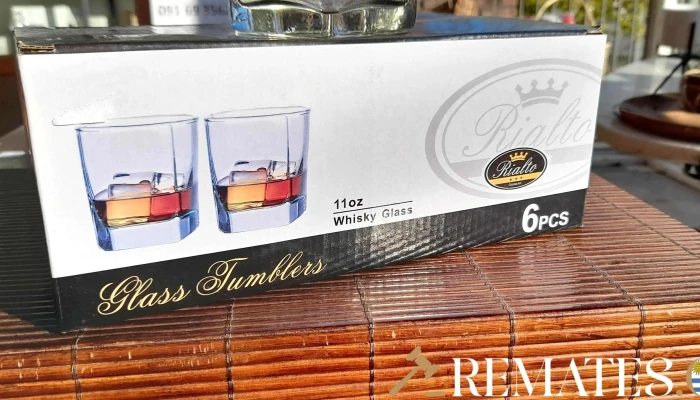 Rialto
Rialto
11oz
Whisky Glass
6PCS
Glass Tumblers
REMATES